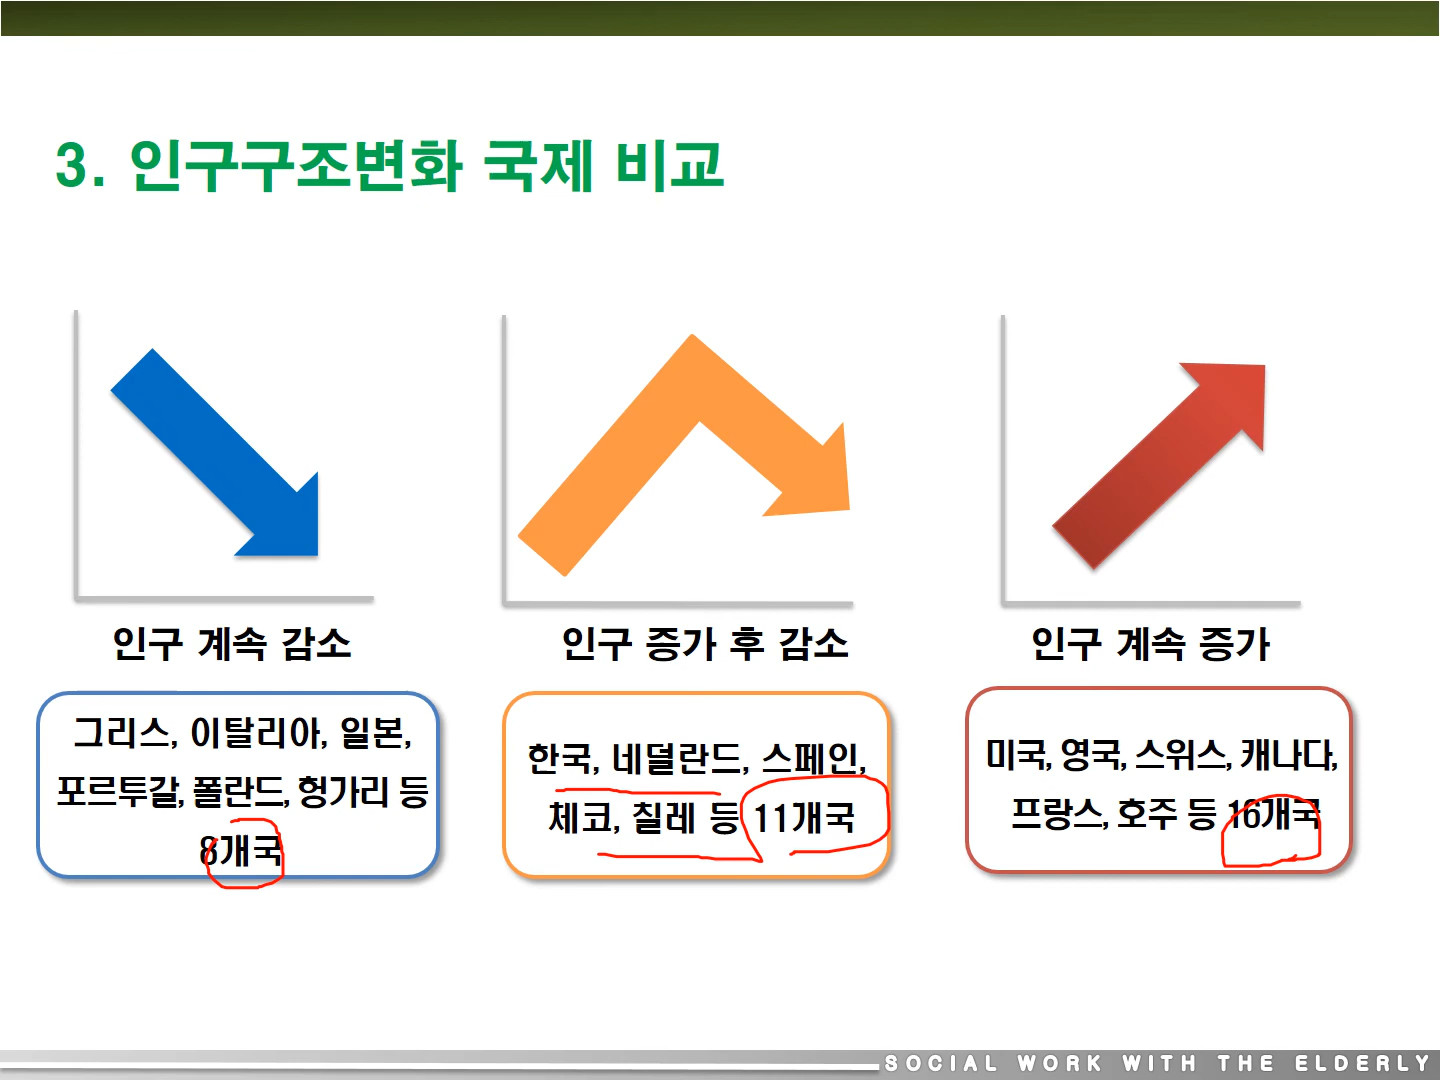 3. 인구구조변화 국제 비교
인구 계속 감소
그리스, 이탈리아, 일본,
포르투갈, 폴란드, 헝가리 등
8개국
인구 증가 후 감소
한국, 네덜란드, 스페인,
체코, 칠레 등 11개국
인구 계속 증가
미국, 영국, 스위스, 캐나다,
프랑스, 호주 등 16개국
SOCIAL WORK WITH THE ELDERLY